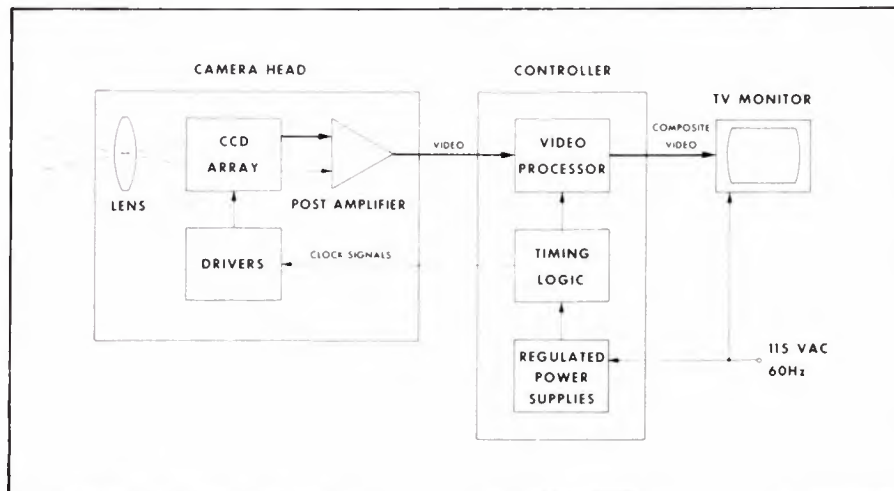 CAMERA HEAD
CONTROLLER
TV MONITOR
CCD
ARRAY
LENS
POST AMPLIFIER
VIDEO
VIDEO
PROCESSOR
COMPOSITE
VIDEO
DRIVERS
CLOCK SIGNALS
TIMING
LOGIC
REGULATED
POWER
SUPPLIES
115 VAC
60Hz